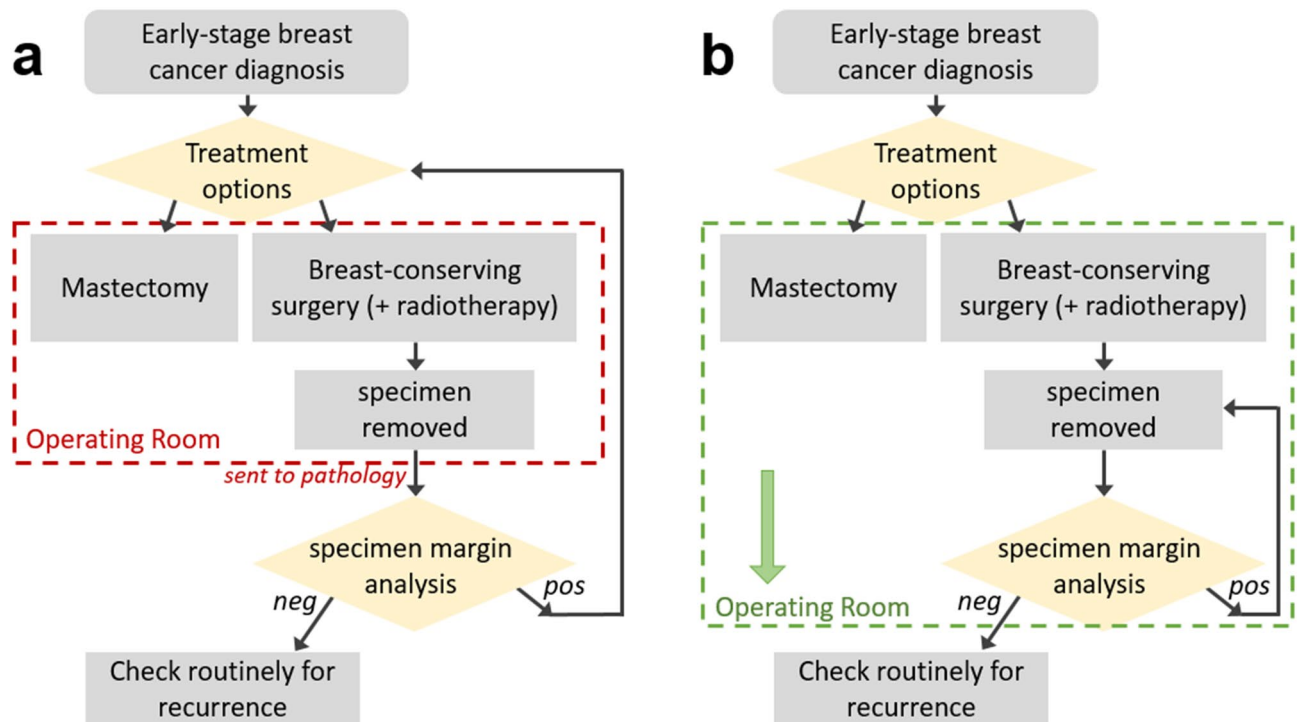 a
Early-stage breast
cancer diagnosis
Treatment
options
Mastectomy
Breast-conserving
surgery (+ radiotherapy)
specimen
removed
Operating Room
sent to pathology
specimen margin
analysis
neg
pos
Check routinely for
recurrence
b
Early-stage breast
cancer diagnosis
Treatment
options
Mastectomy
Breast-conserving
surgery (+ radiotherapy)
specimen
removed
specimen margin
analysis
pos
neg
Operating Room
Check routinely for
recurrence